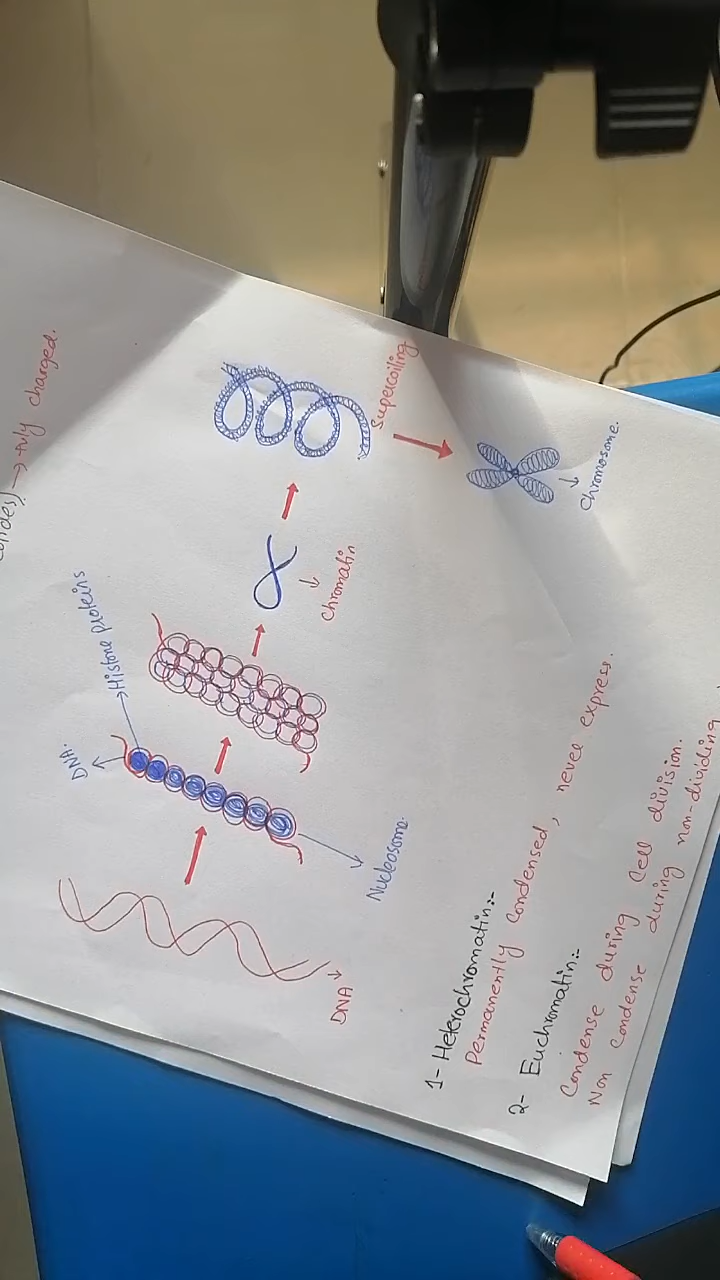 → +vly charged.
DNA.
→ Histone proteins
Supercoiling
Chromatin
Chromosome.
Nucleosome.
DNA
1- Heterochromatin:-
Permanently condensed, never express.
2- Euchromatin:-
Condense during Cell division.
Non condense during non-dividing